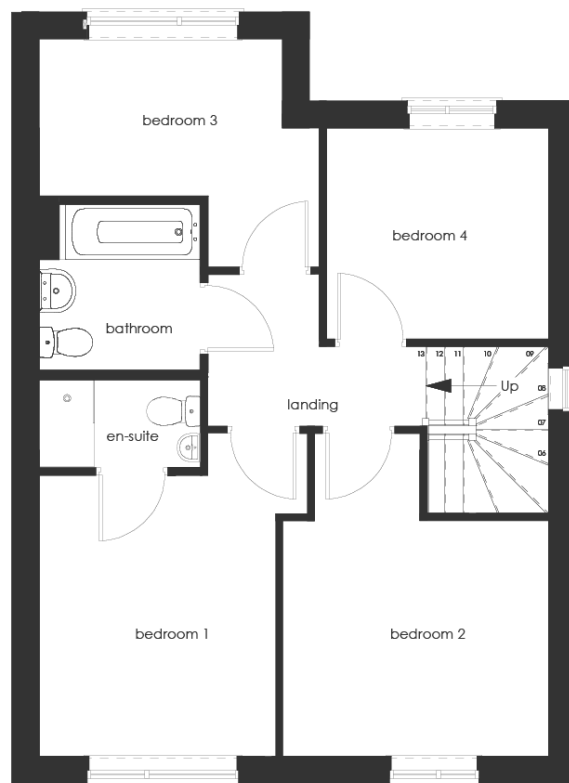 bedroom 3
bedroom 4
bathroom
13 12 11 10 09
08
Up
landing
07
en-suite
06
bedroom 1
bedroom 2